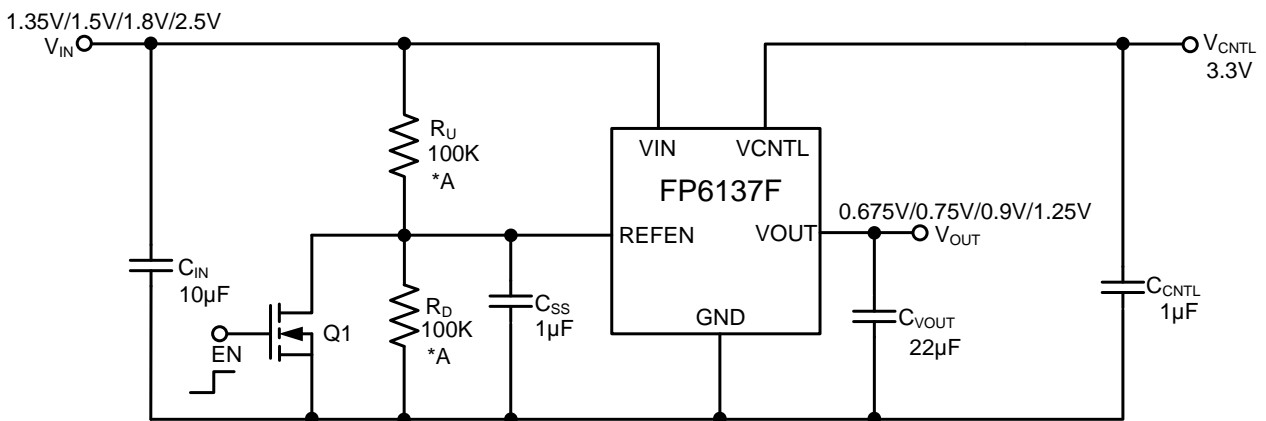 1.35V/1.5V/1.8V/2.5V
VIN
VCNTL
3.3V
RU
100K
*A
VIN
VCNTL
FP6137F
REFEN
VOUT
GND
0.675V/0.75V/0.9V/1.25V
VOUT
CIN
10µF
EN
Q1
RD
100K
*A
CSS
1µF
CVOUT
22µF
CCNTL
1µF